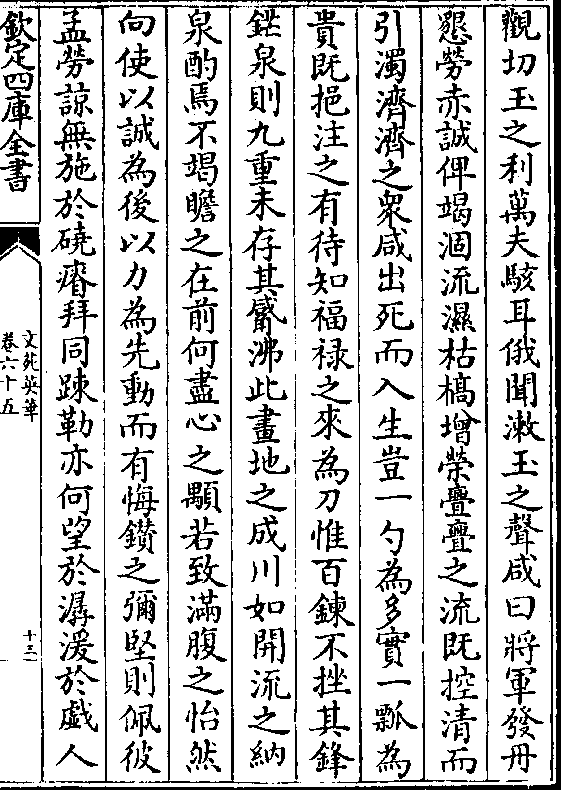 觀切玉之利萬夫駭耳俄聞漱玉之聲咸曰將軍發丹
懇勞赤誠俾竭涸流濕枯槁增榮亹亹之流既控清而
引濁濟濟之衆咸出死而入生豈一勺為多實一瓢為
貴既挹注之有待知福禄之來為刀惟百鍊不挫其鋒
鋩泉則九重未存其觱沸此畫地之成川如開流之納
泉酌焉不竭瞻之在前何盡心之顒若致滿腹之怡然
向使以誠為後以力為先動而有悔鑚之彌堅則佩彼
孟勞諒無施於磽瘠拜同踈勒亦何望於潺湲於戯人
欽定四庫全書
文苑英華
卷六十五
十三